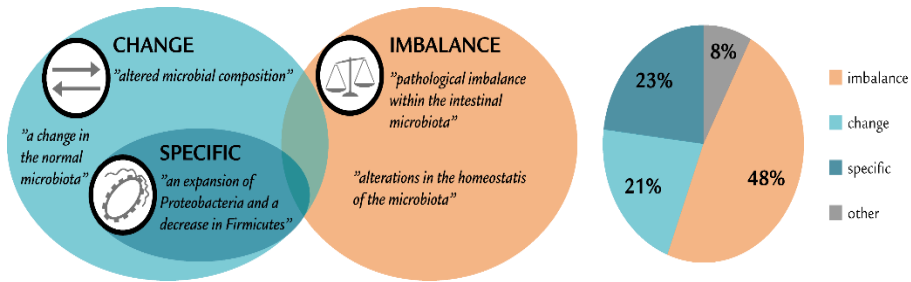 CHANGE
"altered microbial composition"
"a change in
the normal
microbiota"
SPECIFIC
"an expansion of
Proteobacteria and a
decrease in Firmicutes"
IMBALANCE
"pathological imbalance
within the intestinal
microbiota"
"alterations in the homeostatis
of the microbiota"
8%
23%
21%
48%
imbalance
change
specific
other